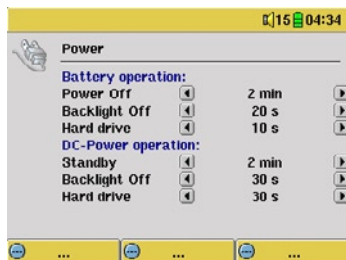 15 04:34
Power
Battery operation:
Power Off 2 min
Backlight Off 20 s
Hard drive 10 s
DC-Power operation:
Standby 2 min
Backlight Off 30 s
Hard drive 30 s
... ... ...